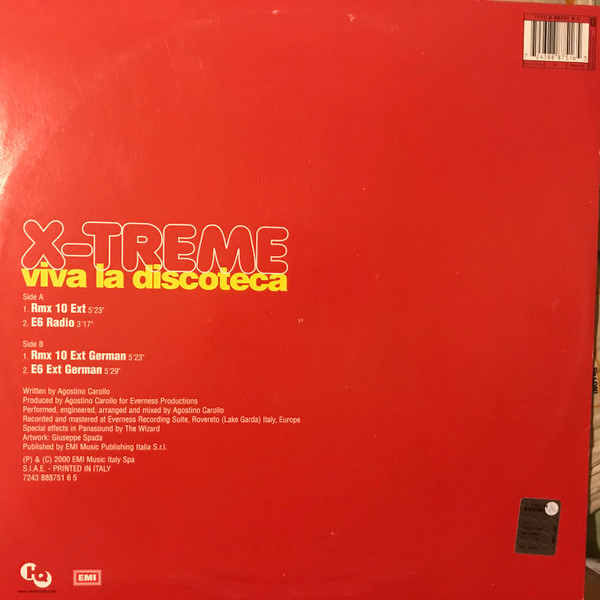 X-TREME
viva la discoteca
Side A
1. Rmx 10 Ext 5'23"
2. E6 Radio 3'17"
Side B
1. Rmx 10 Ext German 5'23"
2. E6 Ext German 5'29"
Written by Agostino Carollo
Produced by Agostino Carollo for Everness Productions
Performed, engineered, arranged and mixed by Agostino Carollo
Recorded and mastered at Everness Recording Suite, Rovereto (Lake Garda) Italy, Europe
Special effects in Panasound by The Wizard
Artwork: Giuseppe Spada
Published by EMI Music Publishing Italia S.r.l.
(P) & (C) 2000 EMI Music Italy Spa
S.I.A.E. - PRINTED IN ITALY
7243 888751 6 5
EMI